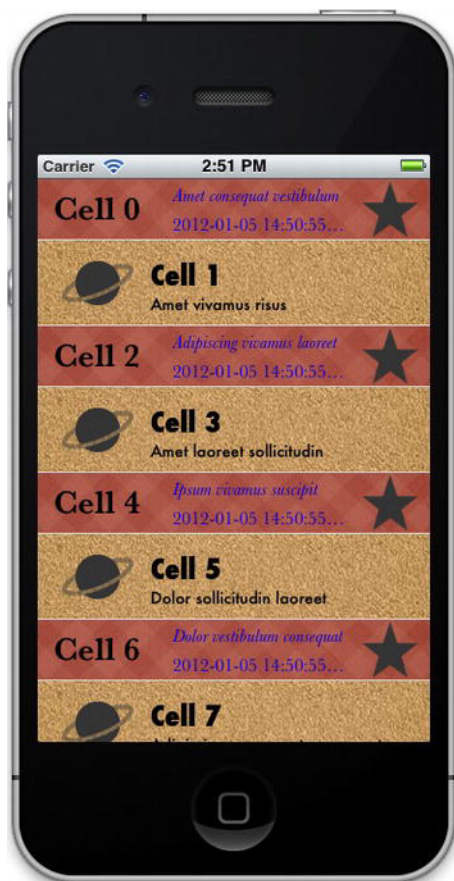 Carrier 2:51 PM
Cell 0
Amet consequat vestibulum
2012-01-05 14:50:55…
Cell 1
Amet vivamus risus
Cell 2
Adipiscing vivamus laoreet
2012-01-05 14:50:55…
Cell 3
Amet laoreet sollicitudin
Cell 4
Ipsum vivamus suscipit
2012-01-05 14:50:55…
Cell 5
Dolor sollicitudin laoreet
Cell 6
Dolor vestibulum consequat
2012-01-05 14:50:55…
Cell 7